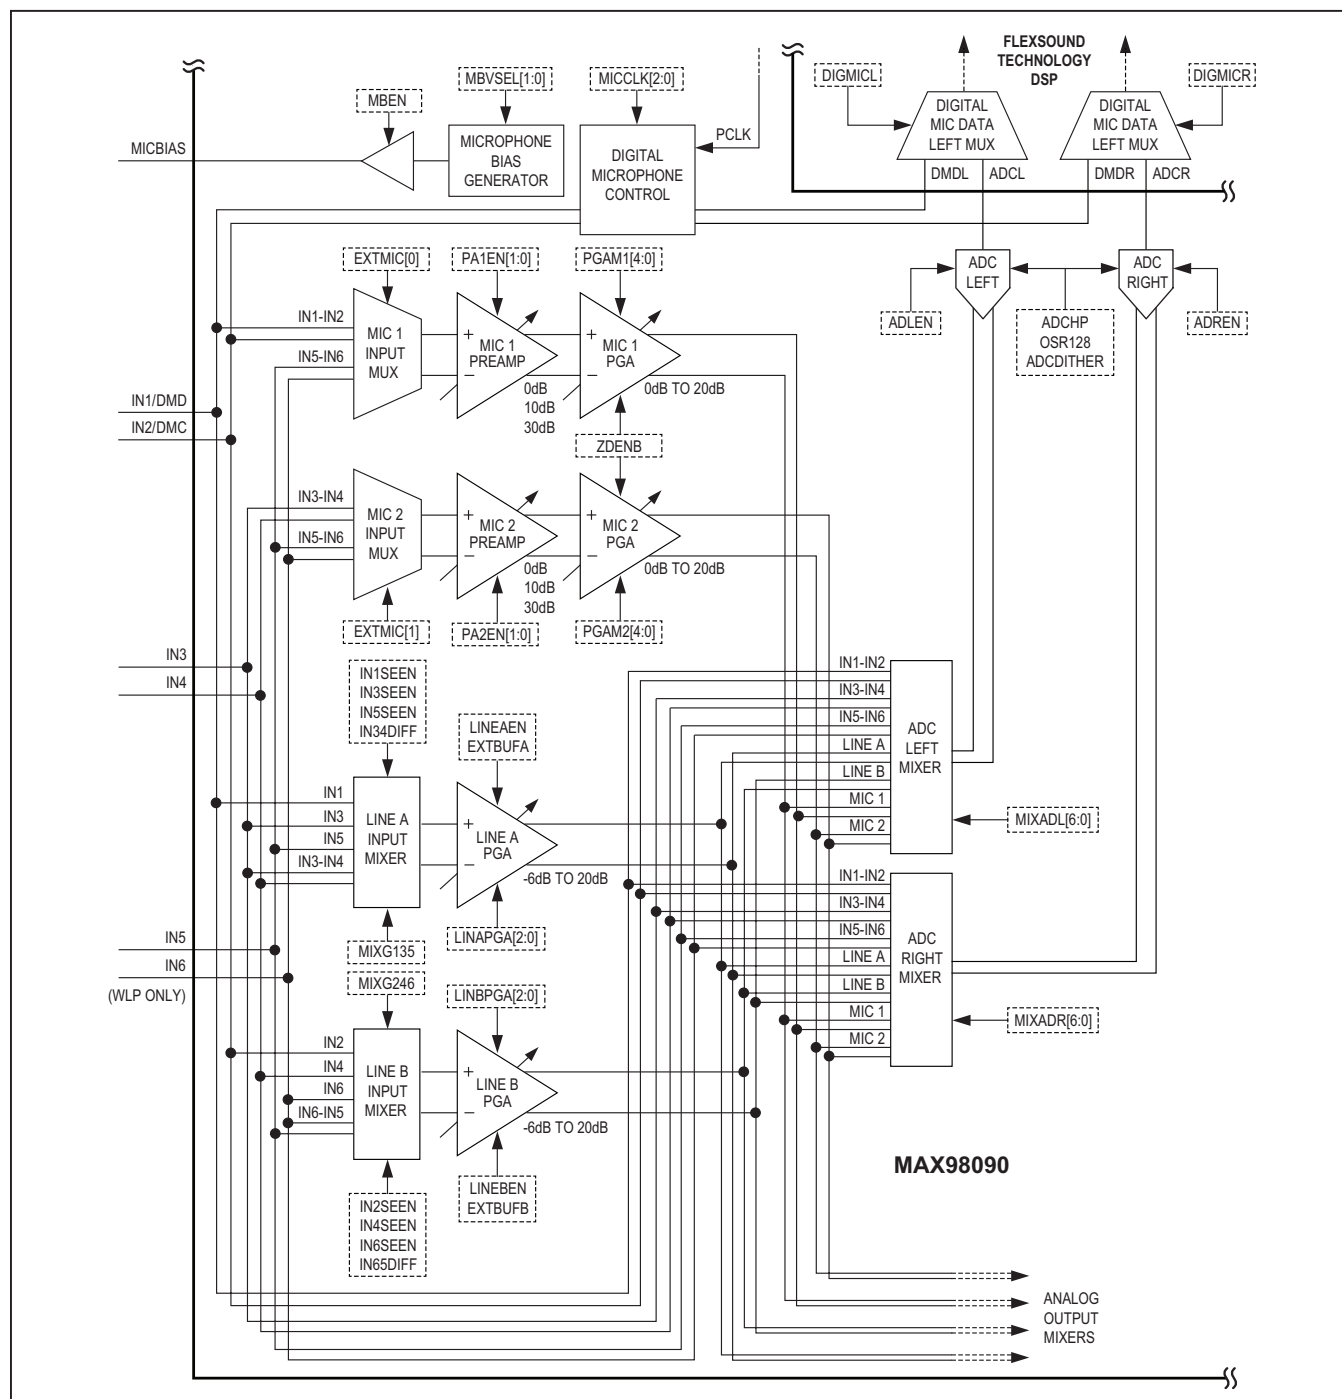 FLEXSOUND
TECHNOLOGY
DSP
MBVSEL[1:0]
MICCLK[2:0]
DIGMICL
DIGMICR
MBEN
DIGITAL
MIC DATA
LEFT MUX
DIGITAL
MIC DATA
LEFT MUX
MICBIAS
MICROPHONE
BIAS
GENERATOR
DIGITAL
MICROPHONE
CONTROL
PCLK
DMDL
ADCL
DMDR
ADCR
EXTMIC[0]
PA1EN[1:0]
PGAM1[4:0]
ADC
LEFT
ADC
RIGHT
ADLEN
ADCHP
OSR128
ADCDITHER
ADREN
IN1-IN2
IN5-IN6
MIC 1
INPUT
MUX
+
−
MIC 1
PREAMP
0dB
10dB
30dB
+
−
MIC 1
PGA
0dB TO 20dB
IN1/DMD
IN2/DMC
ZDENB
IN3-IN4
IN5-IN6
MIC 2
INPUT
MUX
+
−
MIC 2
PREAMP
0dB
10dB
30dB
+
−
MIC 2
PGA
0dB TO 20dB
EXTMIC[1]
PA2EN[1:0]
PGAM2[4:0]
IN3
IN4
IN1SEEN
IN3SEEN
IN5SEEN
IN34DIFF
LINEAEN
EXTBUFA
IN1-IN2
IN3-IN4
IN5-IN6
LINE A
LINE B
MIC 1
MIC 2
ADC
LEFT
MIXER
MIXADL[6:0]
IN1
IN3
IN5
IN3-IN4
LINE A
INPUT
MIXER
+
−
LINE A
PGA
-6dB TO 20dB
MIXG135
LINAPGA[2:0]
IN5
IN6
(WLP ONLY)
IN1-IN2
IN3-IN4
IN5-IN6
LINE A
LINE B
MIC 1
MIC 2
ADC
RIGHT
MIXER
MIXADR[6:0]
MIXG246
LINBPGA[2:0]
IN2
IN4
IN6
IN6-IN5
LINE B
INPUT
MIXER
+
−
LINE B
PGA
-6dB TO 20dB
MAX98090
IN2SEEN
IN4SEEN
IN6SEEN
IN65DIFF
LINEBEN
EXTBUFB
ANALOG
OUTPUT
MIXERS